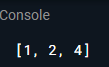 Console
[1, 2, 4]